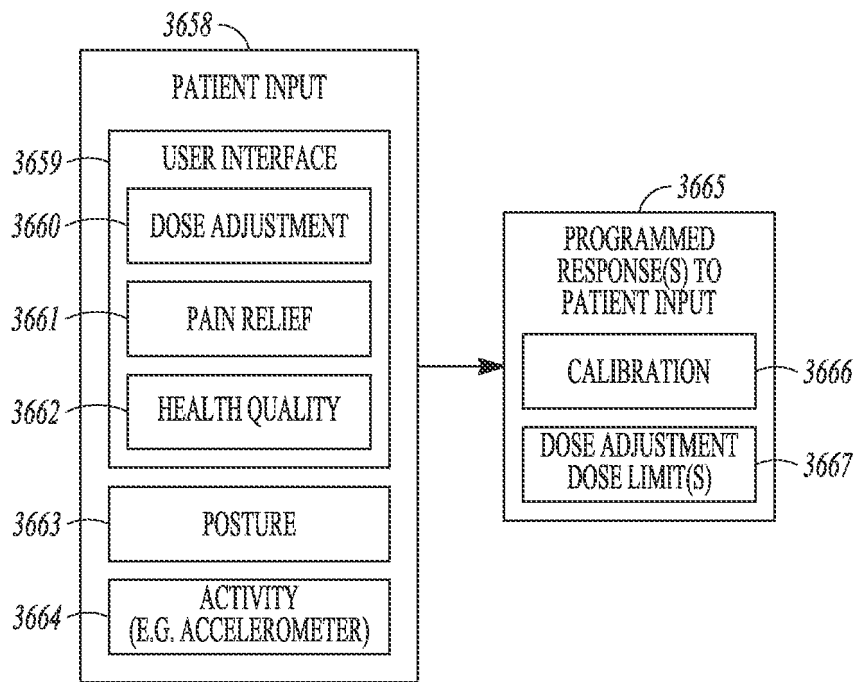 3658
PATIENT INPUT
3659
USER INTERFACE
3660
DOSE ADJUSTMENT
3661
PAIN RELIEF
3662
HEALTH QUALITY
3663
POSTURE
3664
ACTIVITY
(E.G. ACCELEROMETER)
3665
PROGRAMMED
RESPONSE(S) TO
PATIENT INPUT
CALIBRATION
3666
DOSE ADJUSTMENT
DOSE LIMIT(S)
3667